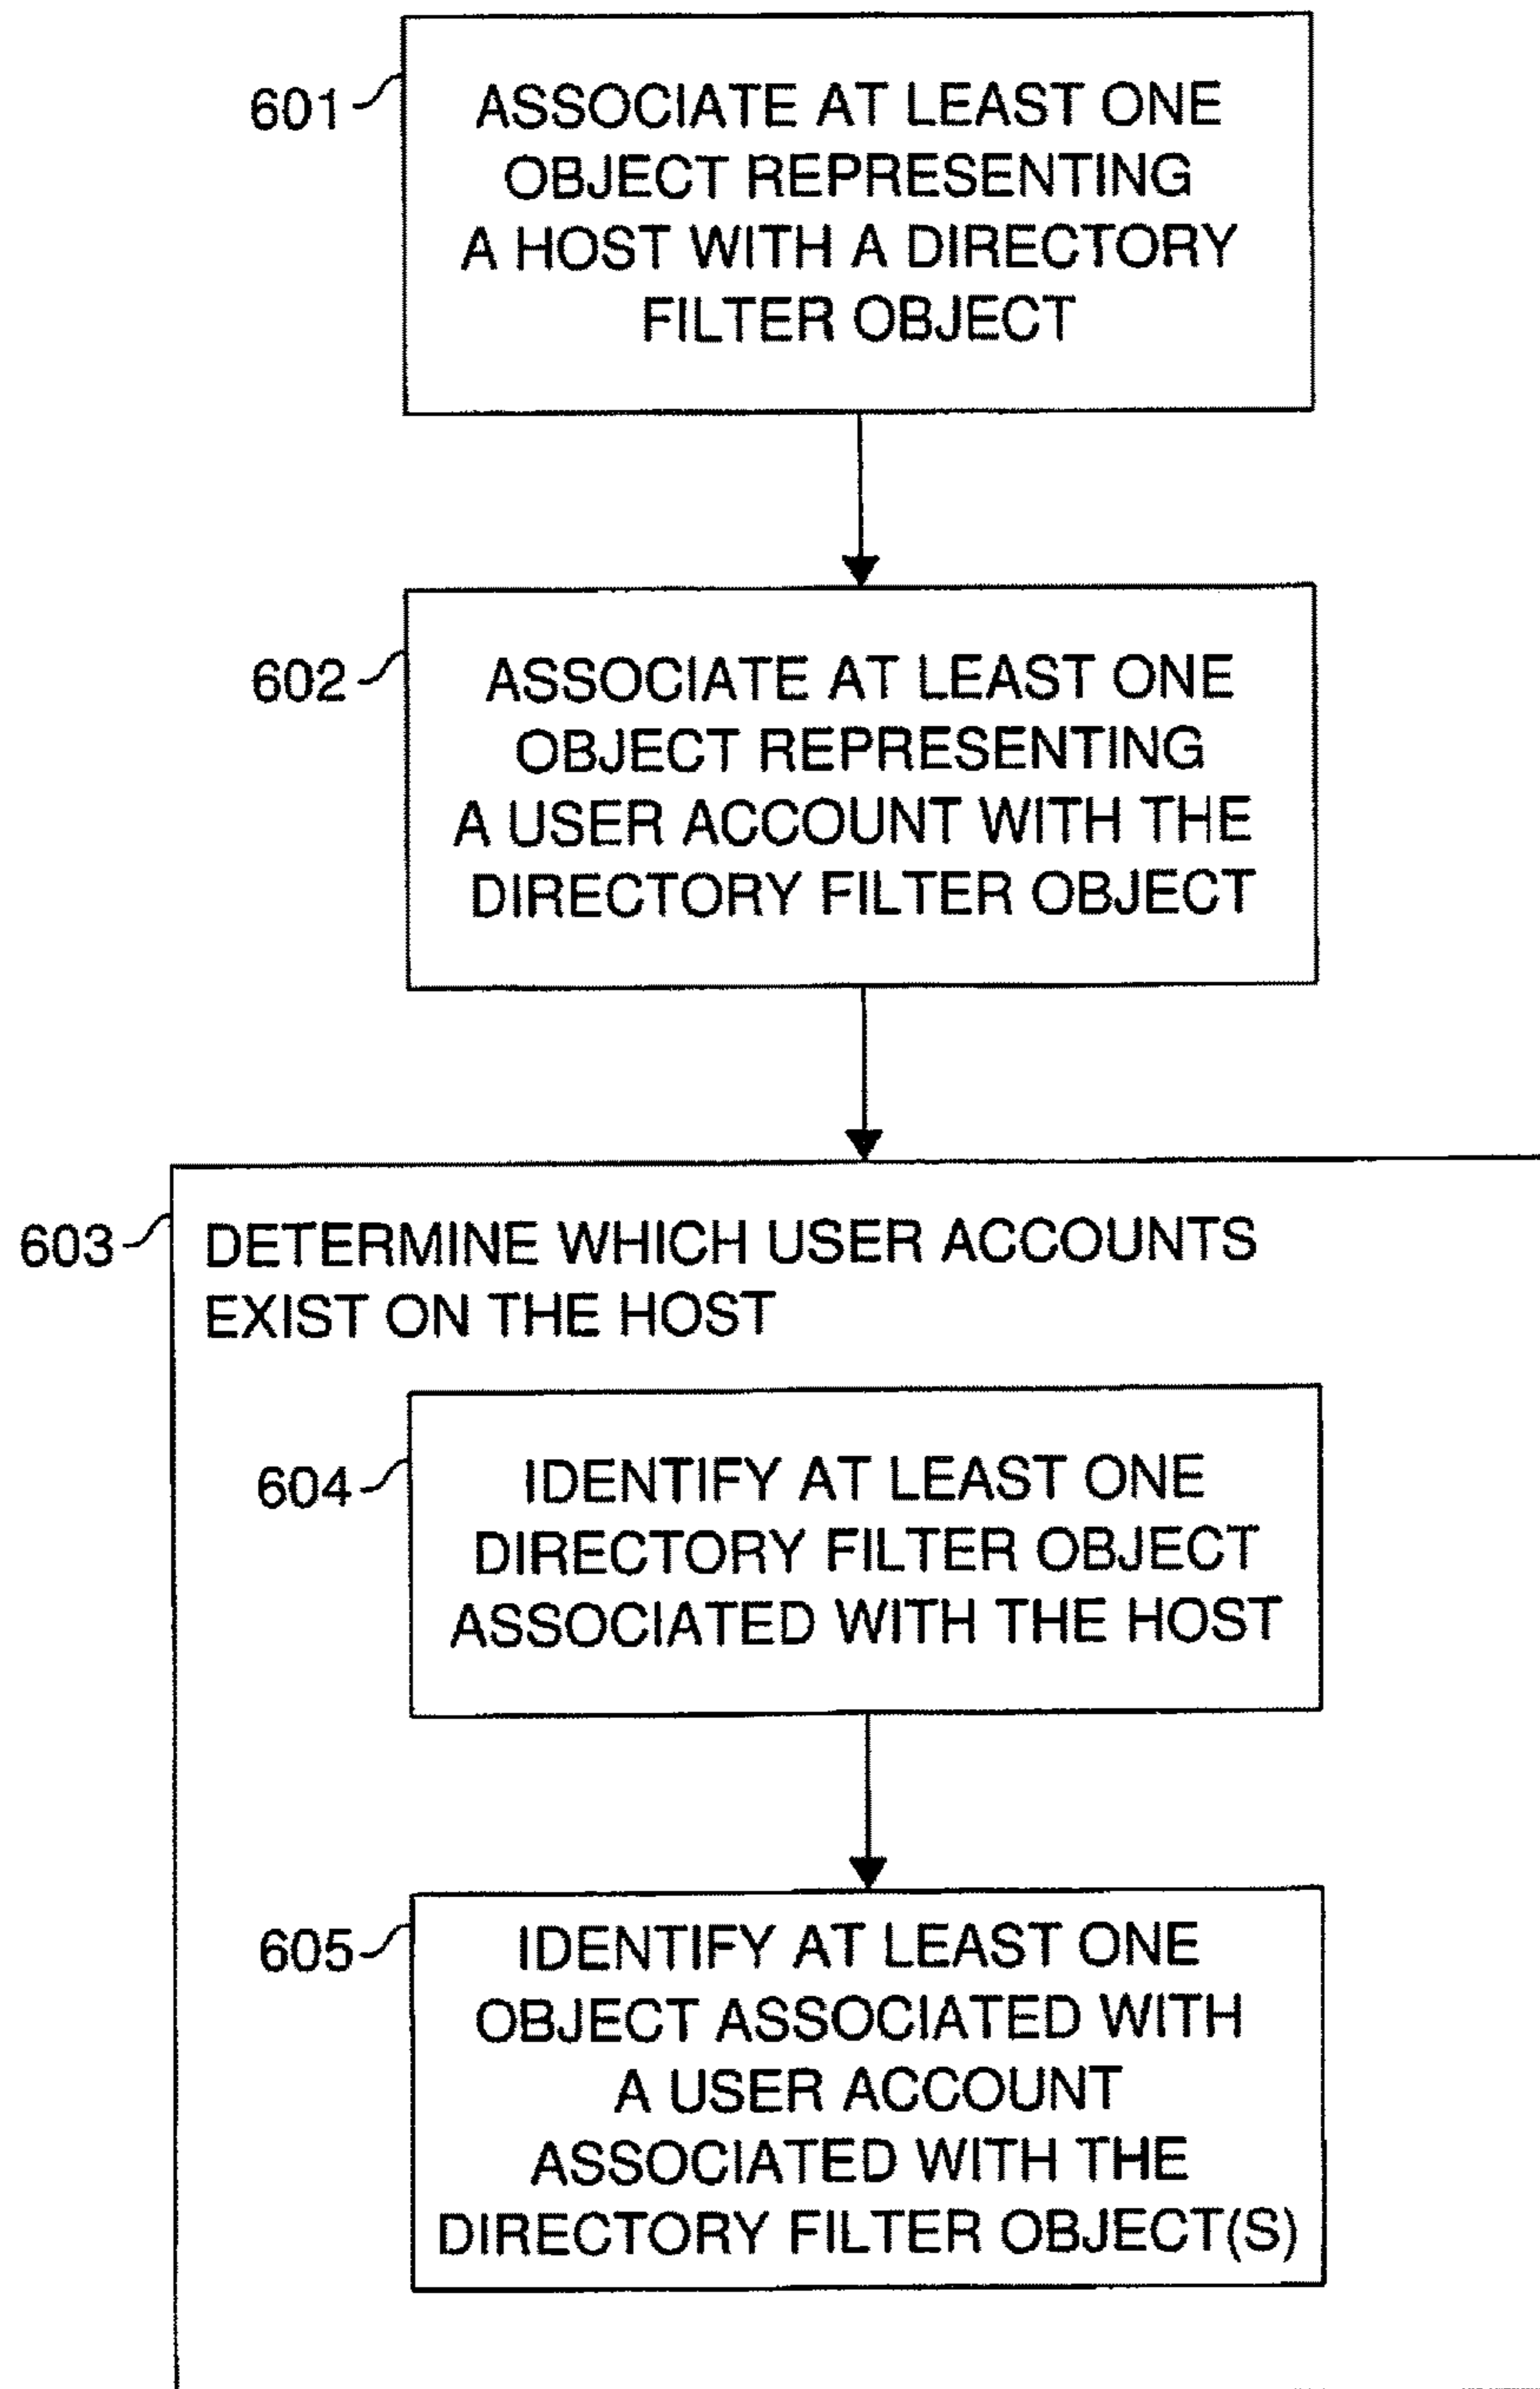 601
ASSOCIATE AT LEAST ONE
OBJECT REPRESENTING
A HOST WITH A DIRECTORY
FILTER OBJECT
602
ASSOCIATE AT LEAST ONE
OBJECT REPRESENTING
A USER ACCOUNT WITH THE
DIRECTORY FILTER OBJECT
603
DETERMINE WHICH USER ACCOUNTS
EXIST ON THE HOST
604
IDENTIFY AT LEAST ONE
DIRECTORY FILTER OBJECT
ASSOCIATED WITH THE HOST
605
IDENTIFY AT LEAST ONE
OBJECT ASSOCIATED WITH
A USER ACCOUNT
ASSOCIATED WITH THE
DIRECTORY FILTER OBJECT(S)